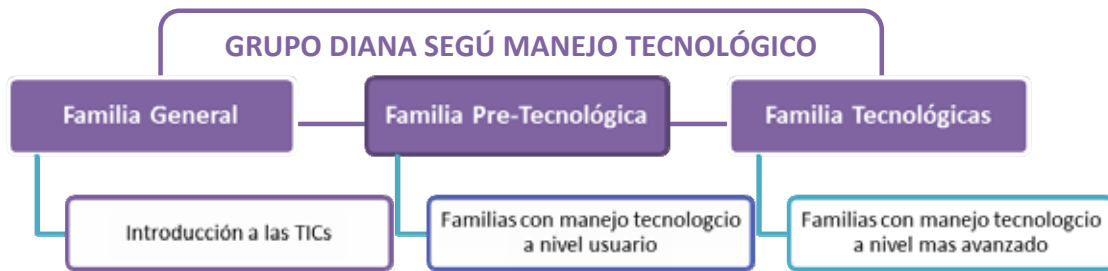 GRUPO DIANA SEGÚ MANEJO TECNOLÓGICO
Familia General
Familia Pre-Tecnológica
Familia Tecnológicas
Introducción a las TICs
Familias con manejo tecnologcio
a nivel usuario
Familias con manejo tecnologcio
a nivel mas avanzado